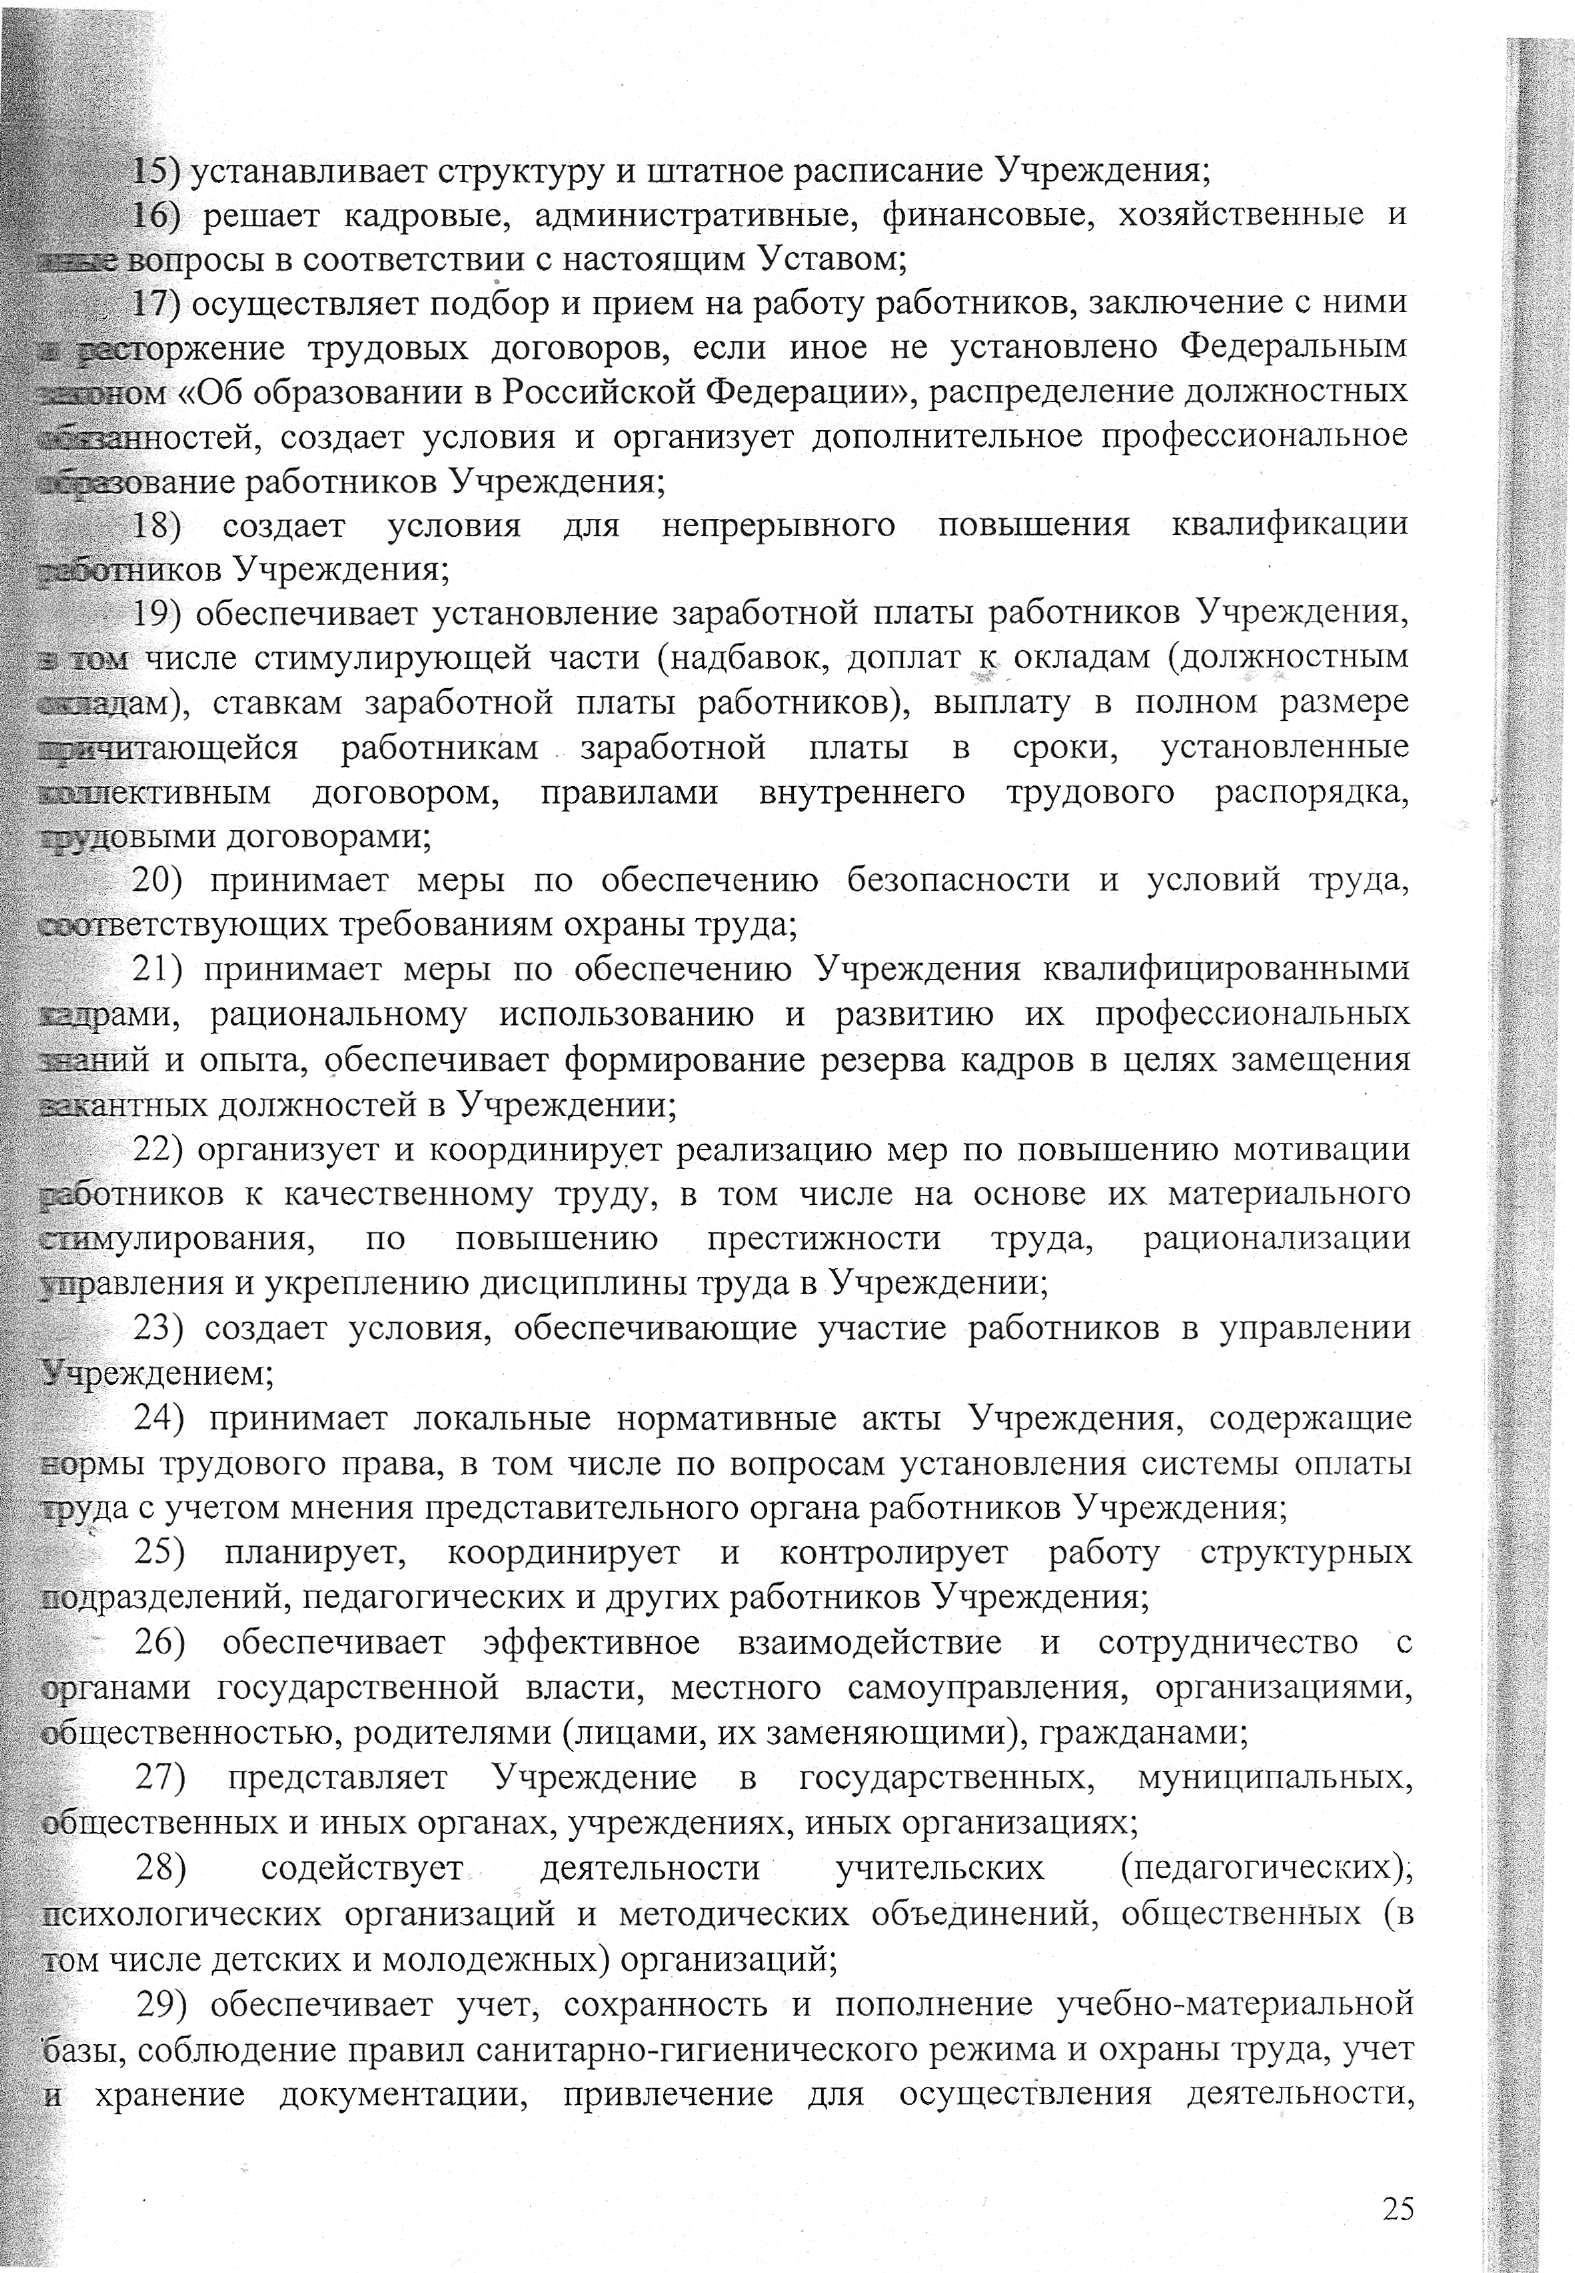 15) устанавливает структуру и штатное расписание Учреждения;
16) решает кадровые, административные, финансовые, хозяйственные и
иные вопросы в соответствии с настоящим Уставом;
17) осуществляет подбор и прием на работу работников, заключение с ними
и расторжение трудовых договоров, если иное не установлено Федеральным
законом «Об образовании в Российской Федерации», распределение должностных
обязанностей, создает условия и организует дополнительное профессиональное
образование работников Учреждения;
18) создает условия для непрерывного повышения квалификации
работников Учреждения;
19) обеспечивает установление заработной платы работников Учреждения,
в том числе стимулирующей части (надбавок, доплат к окладам (должностным
окладам), ставкам заработной платы работников), выплату в полном размере
причитающейся работникам заработной платы в сроки, установленные
коллективным договором, правилами внутреннего трудового распорядка,
трудовыми договорами;
20) принимает меры по обеспечению безопасности и условий труда,
соответствующих требованиям охраны труда;
21) принимает меры по обеспечению Учреждения квалифицированными
кадрами, рациональному использованию и развитию их профессиональных
знаний и опыта, обеспечивает формирование резерва кадров в целях замещения
вакантных должностей в Учреждении;
22) организует и координирует реализацию мер по повышению мотивации
работников к качественному труду, в том числе на основе их материального
стимулирования, по повышению престижности труда, рационализации
управления и укреплению дисциплины труда в Учреждении;
23) создает условия, обеспечивающие участие работников в управлении
Учреждением;
24) принимает локальные нормативные акты Учреждения, содержащие
нормы трудового права, в том числе по вопросам установления системы оплаты
труда с учетом мнения представительного органа работников Учреждения;
25) планирует, координирует и контролирует работу структурных
подразделений, педагогических и других работников Учреждения;
26) обеспечивает эффективное взаимодействие и сотрудничество с
органами государственной власти, местного самоуправления, организациями,
общественностью, родителями (лицами, их заменяющими), гражданами;
27) представляет Учреждение в государственных, муниципальных,
общественных и иных органах, учреждениях, иных организациях;
28) содействует деятельности учительских (педагогических),
психологических организаций и методических объединений, общественных (в
том числе детских и молодежных) организаций;
29) обеспечивает учет, сохранность и пополнение учебно-материальной
базы, соблюдение правил санитарно-гигиенического режима и охраны труда, учет
и хранение документации, привлечение для осуществления деятельности,
25